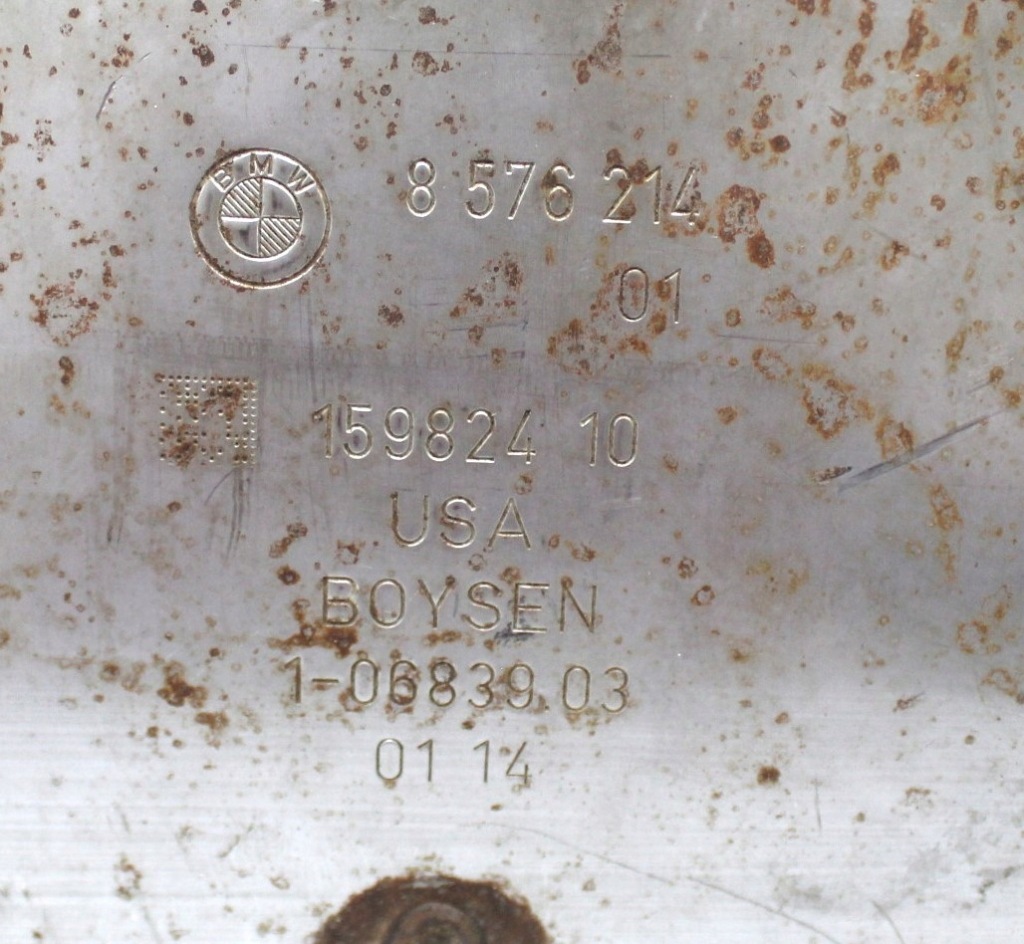 BMW 8 576 214
01
159824 10
USA
BOYSEN
1-06839.03
01 14